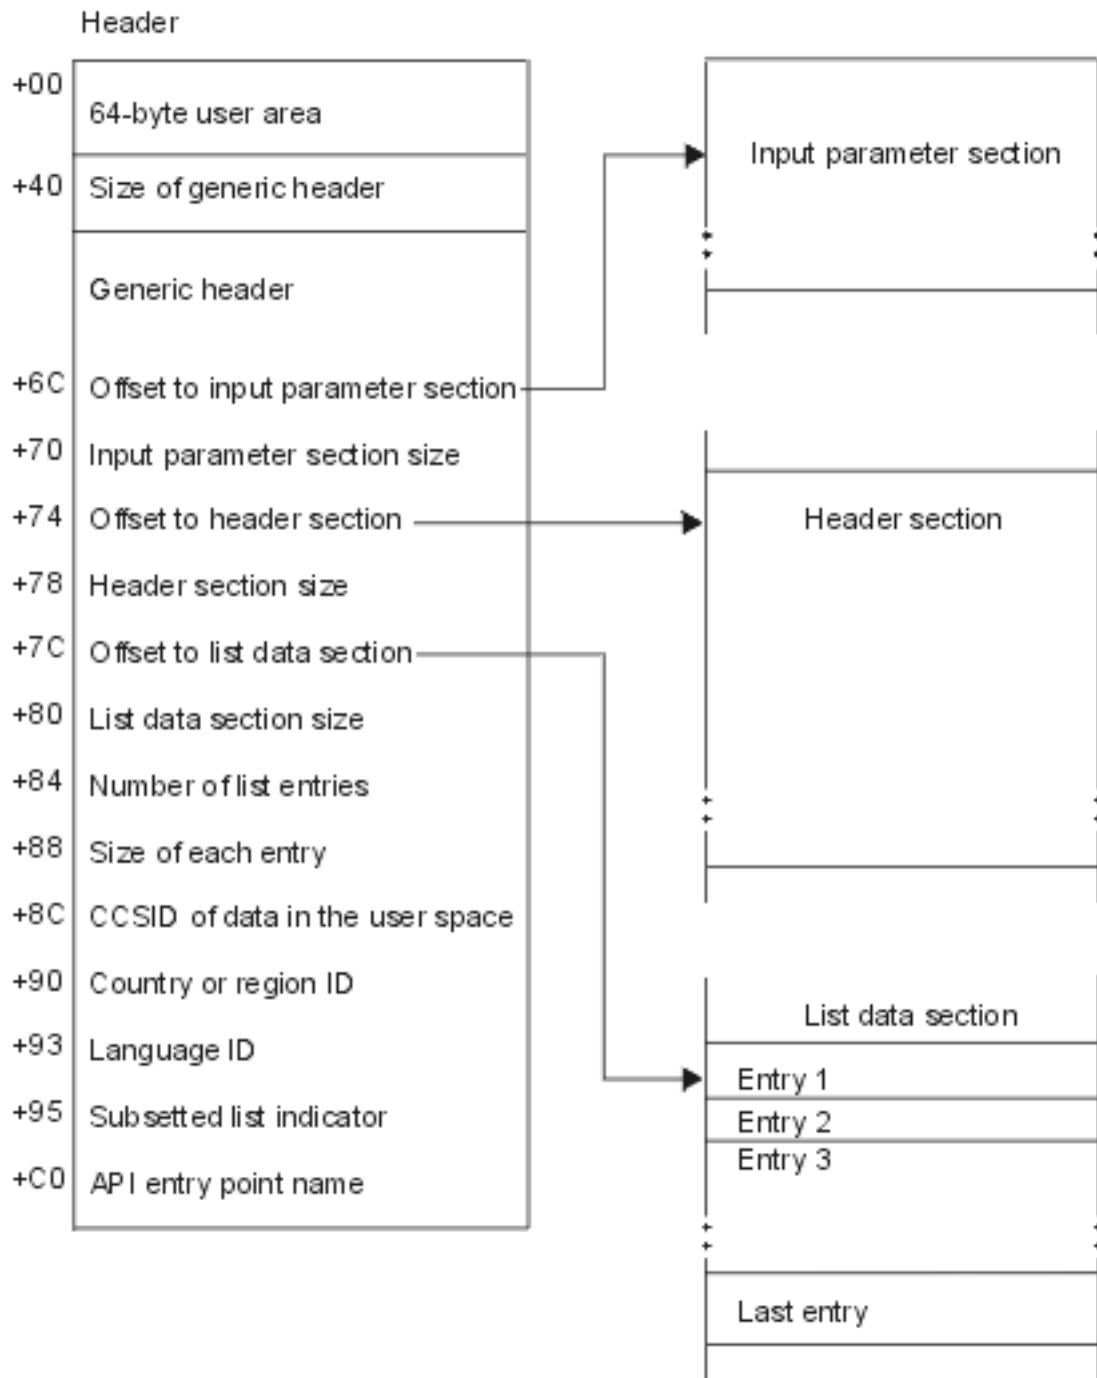 Header
+00
64-byte user area
+40
Size of generic header
Generic header
+6C
Offset to input parameter section
+70
Input parameter section size
+74
Offset to header section
+78
Header section size
+7C
Offset to list data section
+80
List data section size
+84
Number of list entries
+88
Size of each entry
+8C
CCSID of data in the user space
+90
Country or region ID
+93
Language ID
+95
Subsetted list indicator
+C0
API entry point name
Input parameter section
Header section
List data section
Entry 1
Entry 2
Entry 3
Last entry